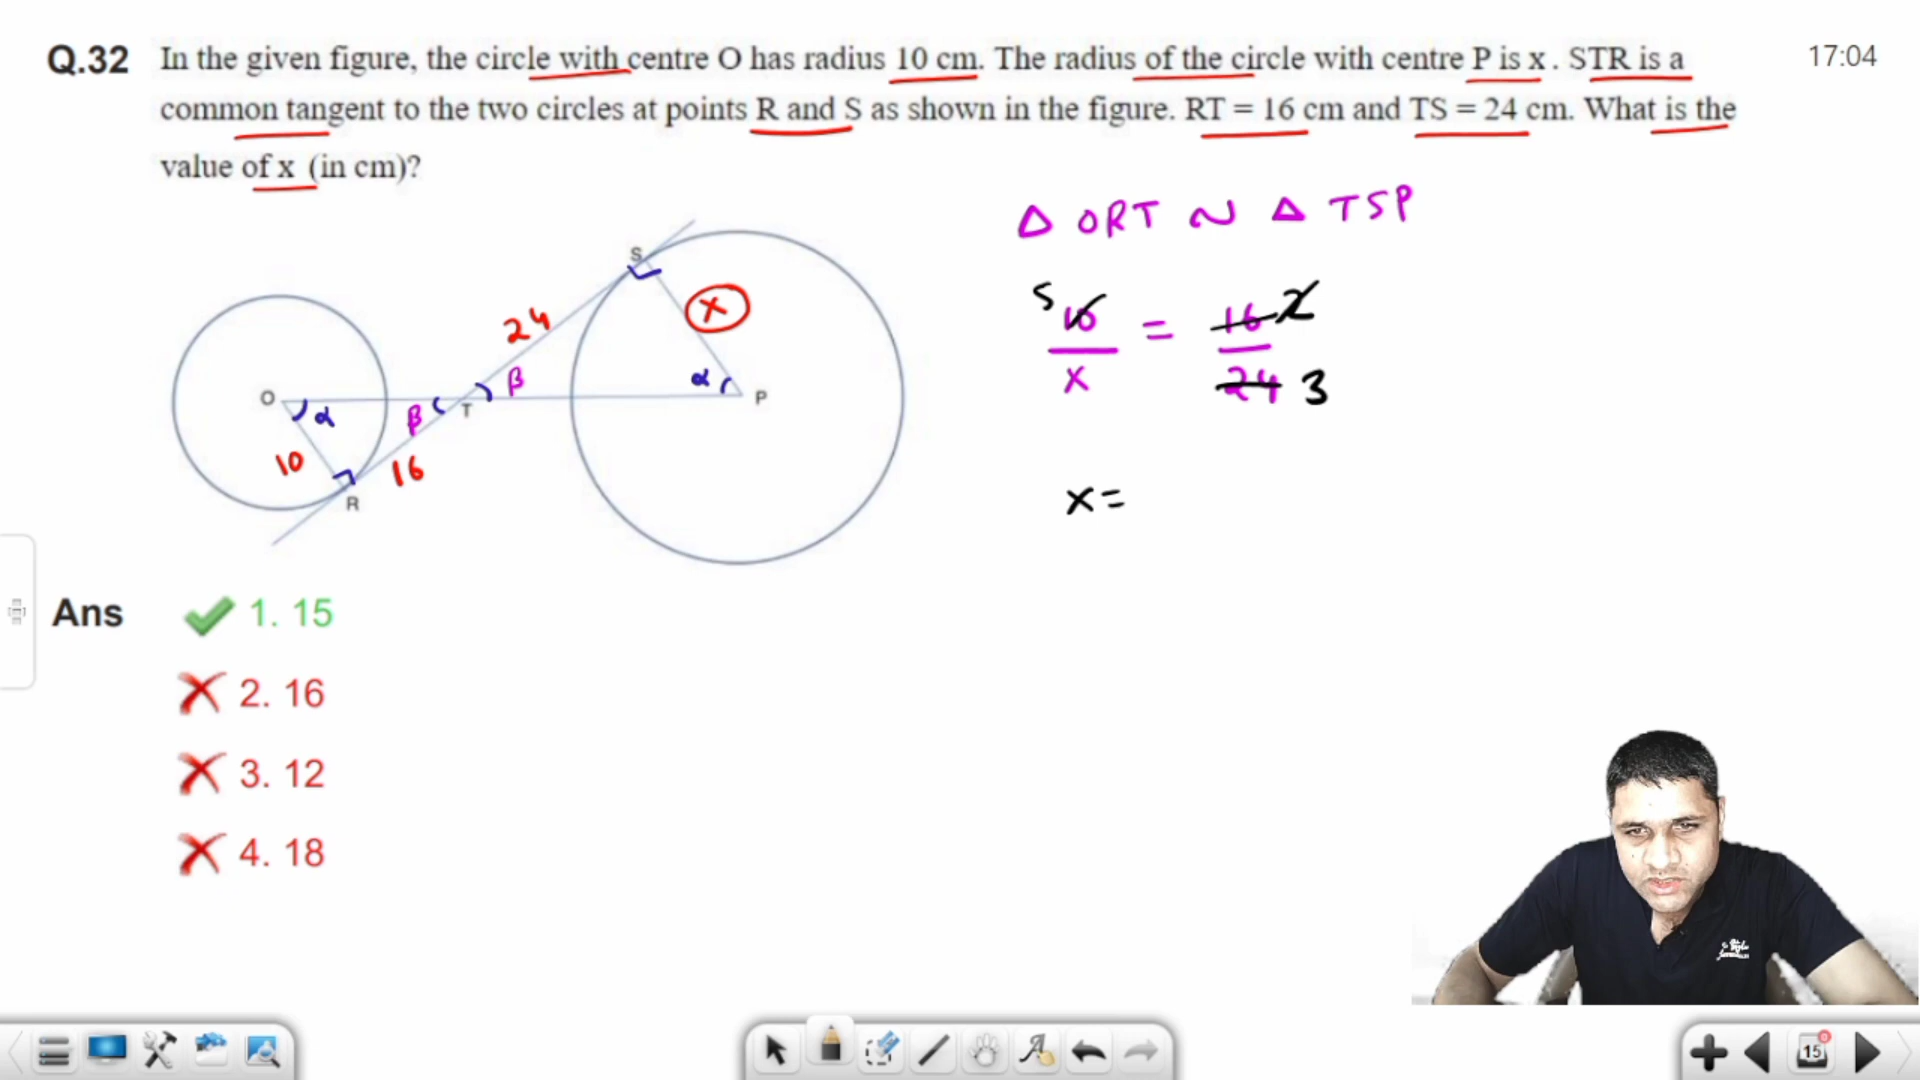 Q.32 In the given figure, the circle with centre O has radius 10 cm. The radius of the circle with centre P is x . STR is a
17:04
common tangent to the two circles at points R and S as shown in the figure. RT = 16 cm and TS = 24 cm. What is the
value of x (in cm)?
Δ ORT ~ Δ TSP
S
24
x
5 10 = 16 2
x 24 3
O α β T β α P
10 16
R
x =
Ans 1. 15
2. 16
3. 12
4. 18
15